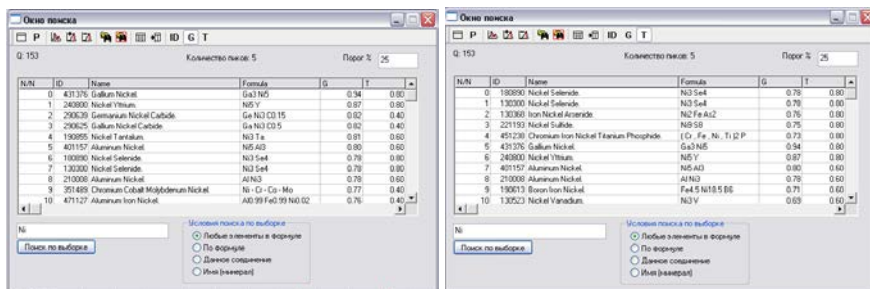 Окно поиска
P ID G T
Q: 153 Количество пиков: 5 Порог % 25
N/N ID Name Formula G T
0 431376 Gallium Nickel. Ga3 Ni5 0.94 0.80
1 240800 Nickel Yttrium. Ni5 Y 0.87 0.80
2 290639 Germanium Nickel Carbide. Ge Ni3 C0.15 0.82 0.40
3 290625 Gallium Nickel Carbide. Ga Ni3 C0.5 0.82 0.40
4 190855 Nickel Tantalum. Ni3 Ta 0.81 0.60
5 401157 Aluminum Nickel. Ni5 Al3 0.80 0.60
6 180890 Nickel Selenide. Ni3 Se4 0.78 0.80
7 130300 Nickel Selenide. Ni3 Se4 0.78 0.80
8 210008 Aluminum Nickel. Al Ni3 0.78 0.60
9 351489 Chromium Cobalt Molybdenum Nickel. Ni - Cr - Co - Mo 0.77 0.40
10 471127 Aluminum Iron Nickel. Al0.99 Fe0.99 Ni0.02 0.76 0.40
Ni
Поиск по выборке
Условия поиска по выборке
Любые элементы в формуле
По формуле
Данное соединение
Имя (минерал)
Окно поиска
P ID G T
Q: 153 Количество пиков: 5 Порог % 25
N/N ID Name Formula G T
0 180890 Nickel Selenide. Ni3 Se4 0.78 0.80
1 130300 Nickel Selenide. Ni3 Se4 0.78 0.80
2 130368 Iron Nickel Arsenide. Ni2 Fe As2 0.76 0.80
3 221193 Nickel Sulfide. Ni9 S8 0.75 0.80
4 451238 Chromium Iron Nickel Titanium Phosphide. ( Cr , Fe , Ni , Ti )2 P 0.73 0.80
5 431376 Gallium Nickel. Ga3 Ni5 0.94 0.80
6 240800 Nickel Yttrium. Ni5 Y 0.87 0.80
7 401157 Aluminum Nickel. Ni5 Al3 0.80 0.60
8 210008 Aluminum Nickel. Al Ni3 0.78 0.60
9 190613 Boron Iron Nickel. Fe4.5 Ni18.5 B6 0.71 0.60
10 130523 Nickel Vanadium. Ni3 V 0.69 0.60
Ni
Поиск по выборке
Условия поиска по выборке
Любые элементы в формуле
По формуле
Данное соединение
Имя (минерал)